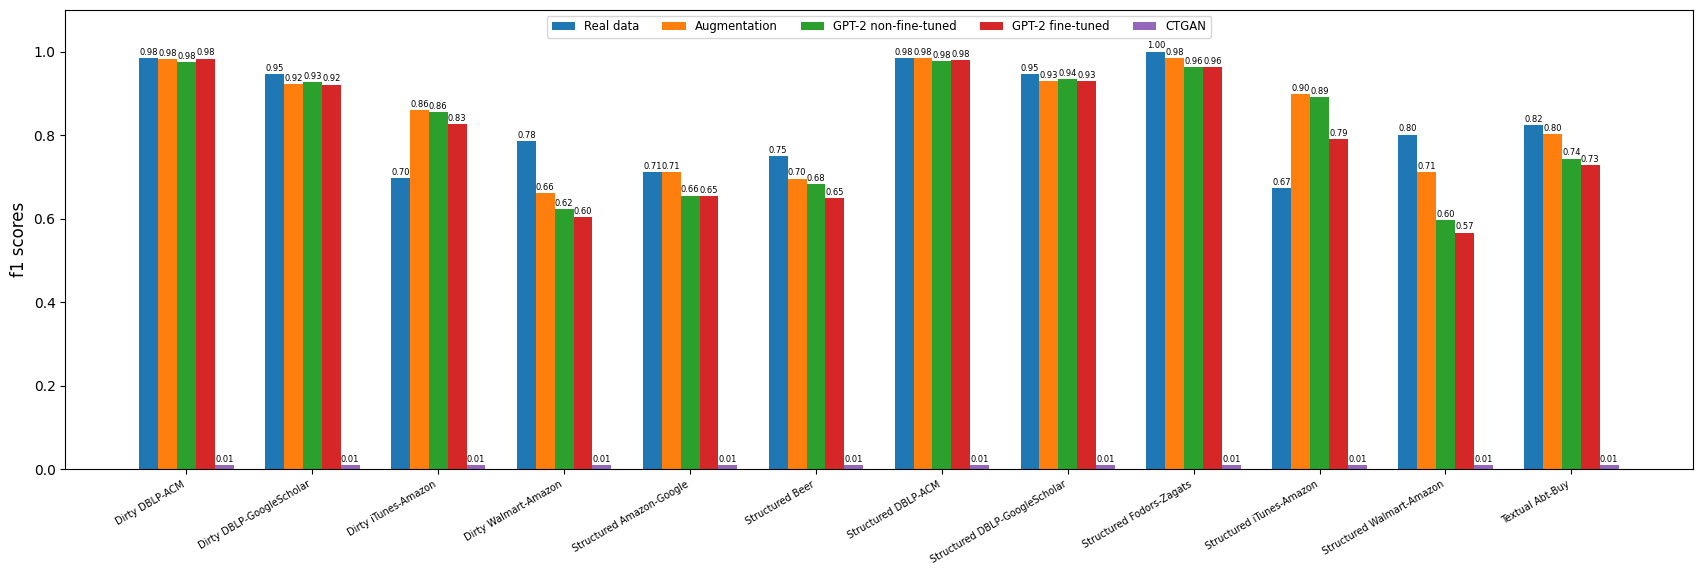 Real data Augmentation GPT-2 non-fine-tuned GPT-2 fine-tuned CTGAN
f1 scores
1.0
0.8
0.6
0.4
0.2
0.0
0.98 0.98 0.98 0.98 0.01
0.95 0.92 0.93 0.92 0.01
0.70 0.86 0.86 0.83 0.01
0.78 0.66 0.62 0.60 0.01
0.71 0.71 0.66 0.65 0.01
0.75 0.70 0.68 0.65 0.01
0.98 0.98 0.98 0.98 0.01
0.95 0.93 0.94 0.93 0.01
1.00 0.98 0.96 0.96 0.01
0.67 0.90 0.89 0.79 0.01
0.80 0.71 0.60 0.57 0.01
0.82 0.80 0.74 0.73 0.01
Dirty DBLP-ACM
Dirty DBLP-GoogleScholar
Dirty iTunes-Amazon
Dirty Walmart-Amazon
Structured Amazon-Google
Structured Beer
Structured DBLP-ACM
Structured DBLP-GoogleScholar
Structured Fodors-Zagats
Structured iTunes-Amazon
Structured Walmart-Amazon
Textual Abt-Buy